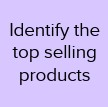 Identify the
top selling
products